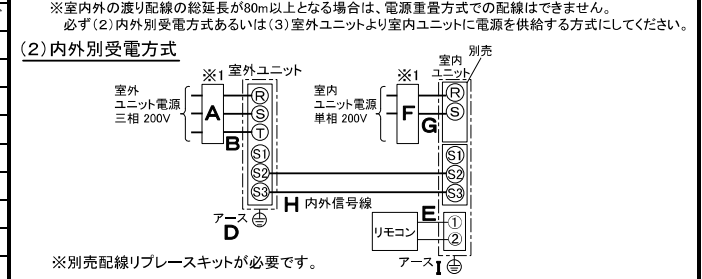 ※室内外の渡り配線の総延長が80m以上となる場合は、電源重畳方式での配線はできません。
必ず(2)内外別受電方式あるいは(3)室外ユニットより室内ユニットに電源を供給する方式にしてください。
(2)内外別受電方式
別売
※1 室外ユニット
※1 室内
ユニット
室外
ユニット電源
三相 200V
A
B
R
S
T
S1
S2
S3
室内
ユニット電源
単相 200V
F
G
R
S
S1
S2
S3
H 内外信号線
アース
D
リモコン
E
①
②
アース
I
※別売配線リプレースキットが必要です。